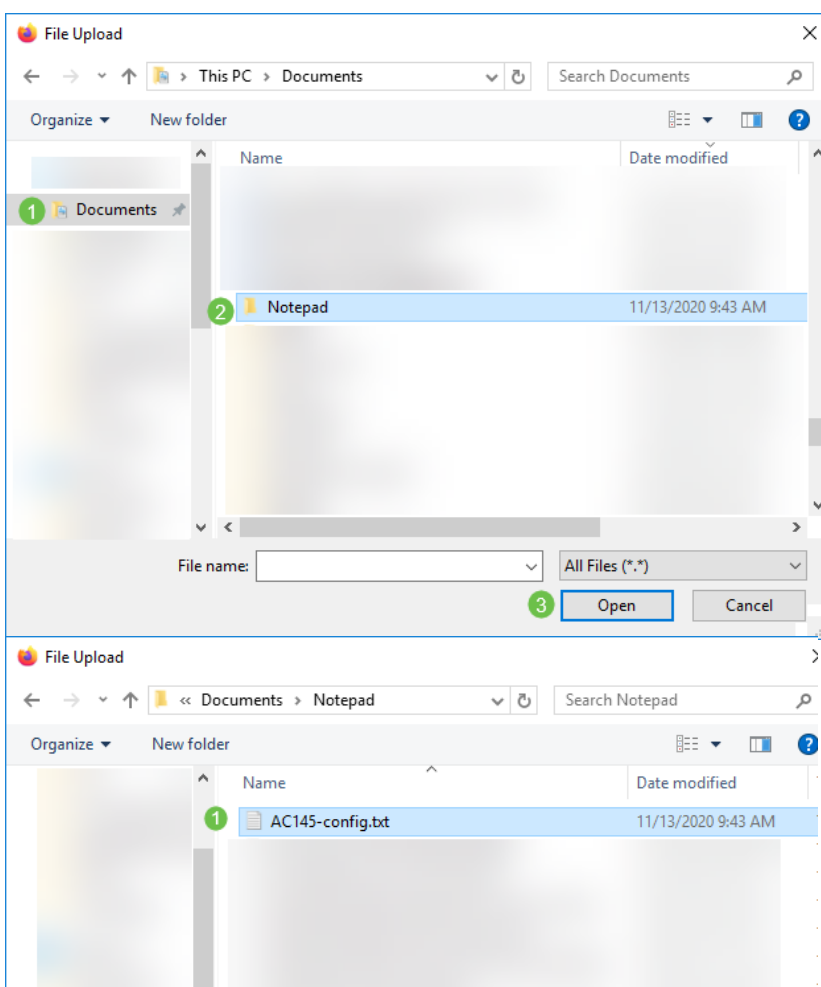 File Upload
This PC > Documents
Search Documents
Organize
New folder
?
Name
Date modified
1 Documents
2 Notepad 11/13/2020 9:43 AM
File name:
All Files (*.*)
3 Open Cancel
File Upload
« Documents > Notepad
Search Notepad
Organize
New folder
?
Name
Date modified
1 AC145-config.txt 11/13/2020 9:43 AM